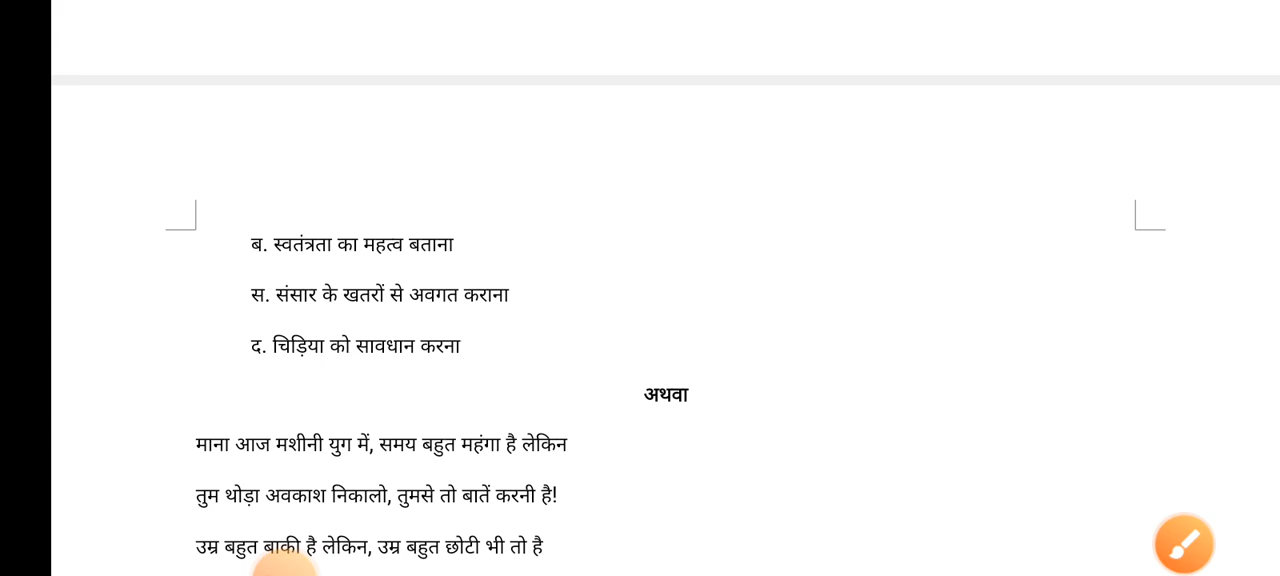 ब. स्वतंत्रता का महत्व बताना
स. संसार के खतरों से अवगत कराना
द. चिड़िया को सावधान करना
अथवा
माना आज मशीनी युग में, समय बहुत महंगा है लेकिन
तुम थोड़ा अवकाश निकालो, तुमसे तो बातें करनी है!
उम्र बहुत बाकी है लेकिन, उम्र बहुत छोटी भी तो है